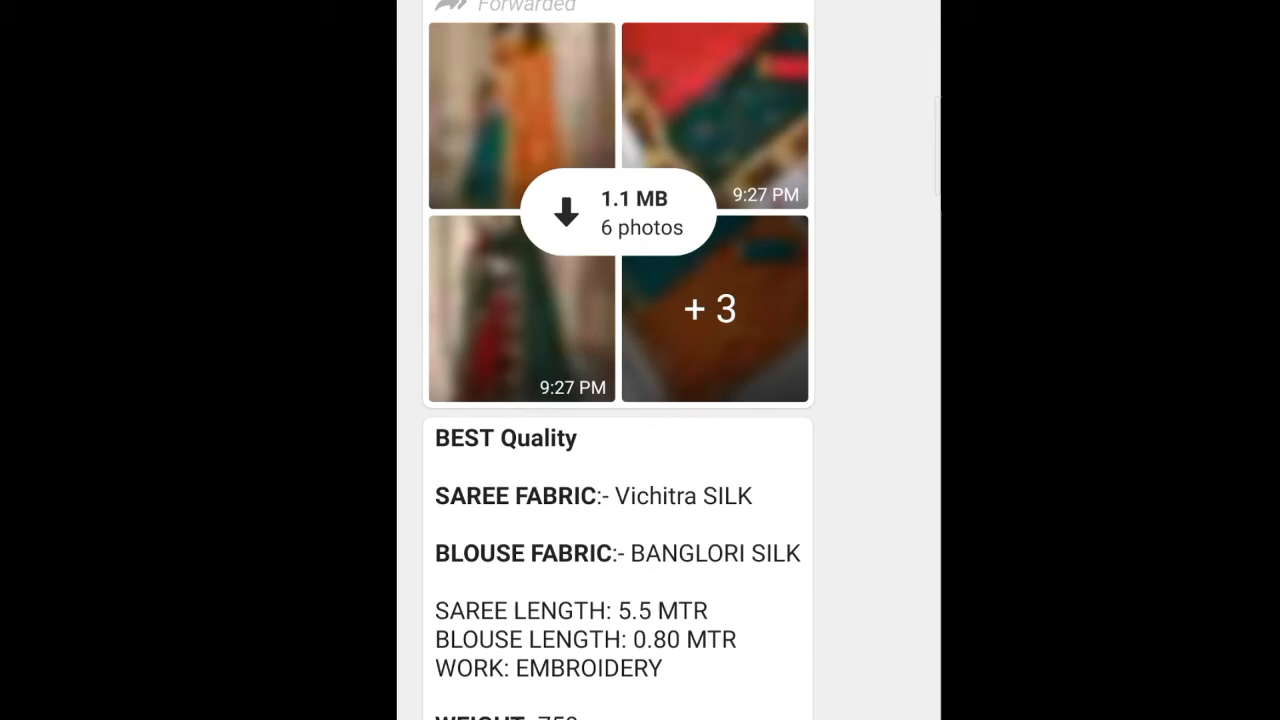 Forwarded
9:27 PM
1.1 MB
6 photos
+ 3
9:27 PM
BEST Quality
SAREE FABRIC:- Vichitra SILK
BLOUSE FABRIC:- BANGLORI SILK
SAREE LENGTH: 5.5 MTR
BLOUSE LENGTH: 0.80 MTR
WORK: EMBROIDERY